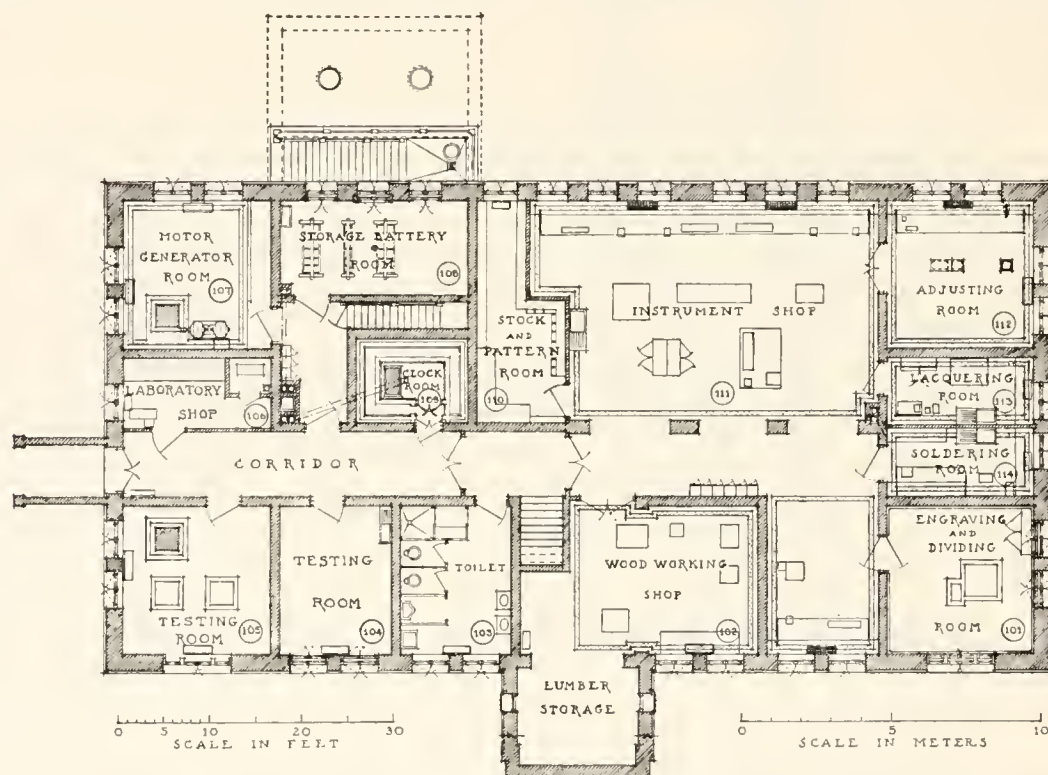 MOTOR
GENERATOR
ROOM
107
STORAGE BATTERY
ROOM
108
STOCK
AND
PATTERN
ROOM
110
INSTRUMENT SHOP
111
ADJUSTING
ROOM
112
LABORATORY
SHOP
106
CLOCK
ROOM
109
LACQUERING
ROOM
113
SOLDERING
ROOM
114
CORRIDOR
TESTING
ROOM
105
TESTING
ROOM
104
TOILET
103
WOOD WORKING
SHOP
102
ENGRAVING
AND
DIVIDING
ROOM
101
LUMBER
STORAGE
0 5 10 20 30
SCALE IN FEET
0 5 10
SCALE IN METERS